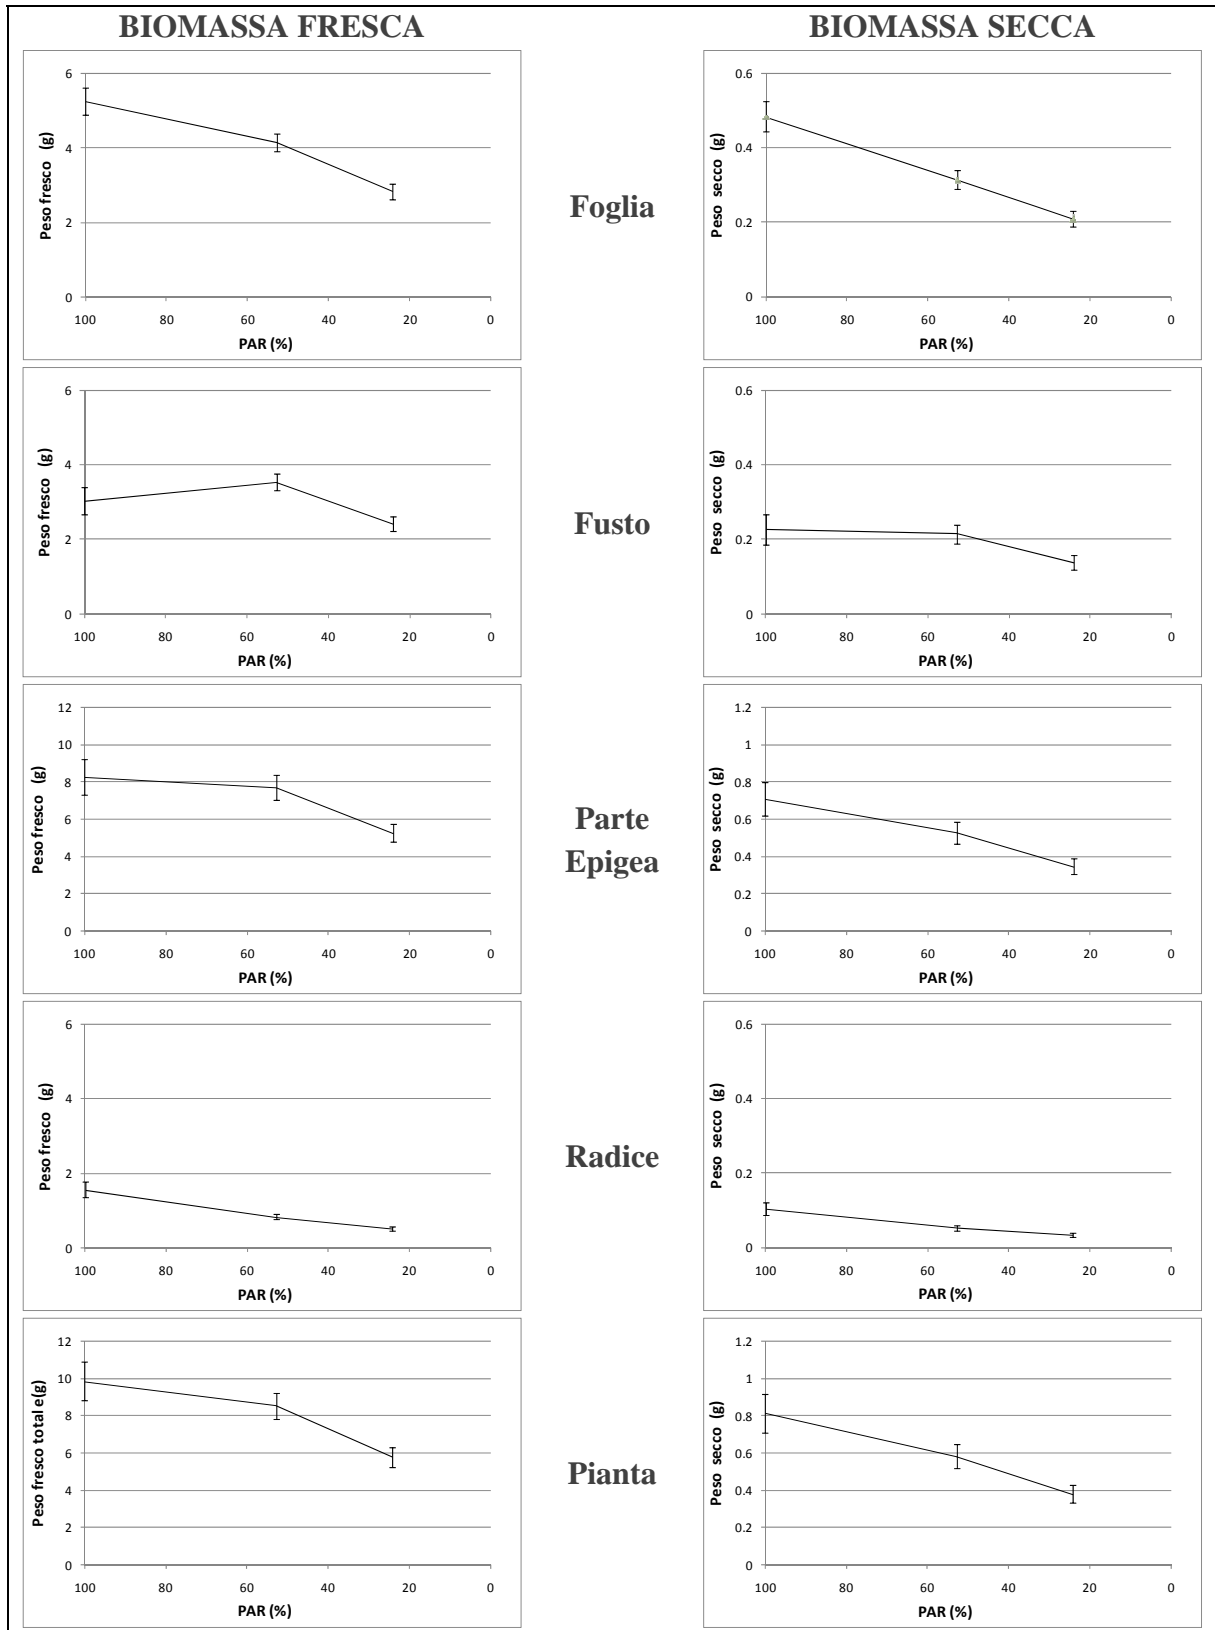 BIOMASSA FRESCA
BIOMASSA SECCA
Peso fresco (g)
6
4
2
0
100 80 60 40 20 0
PAR (%)
Foglia
Peso secco (g)
0.6
0.4
0.2
0
100 80 60 40 20 0
PAR (%)
Peso fresco (g)
6
4
2
0
100 80 60 40 20 0
PAR (%)
Fusto
Peso secco (g)
0.6
0.4
0.2
0
100 80 60 40 20 0
PAR (%)
Peso fresco (g)
12
10
8
6
4
2
0
100 80 60 40 20 0
PAR (%)
Parte
Epigea
Peso secco (g)
1.2
1
0.8
0.6
0.4
0.2
0
100 80 60 40 20 0
PAR (%)
Peso fresco (g)
6
4
2
0
100 80 60 40 20 0
PAR (%)
Radice
Peso secco (g)
0.6
0.4
0.2
0
100 80 60 40 20 0
PAR (%)
Peso fresco total e(g)
12
10
8
6
4
2
0
100 80 60 40 20 0
PAR (%)
Pianta
Peso secco (g)
1.2
1
0.8
0.6
0.4
0.2
0
100 80 60 40 20 0
PAR (%)